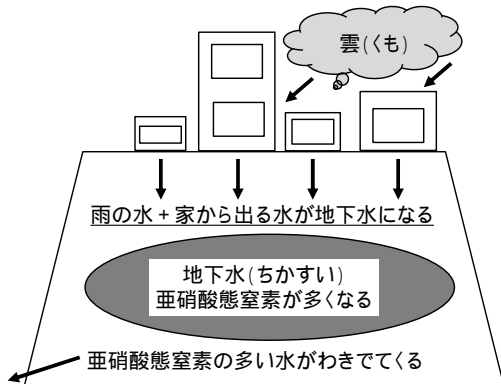 雲(くも)
雨の水+家から出る水が地下水になる
地下水(ちかすい)
亜硝酸態窒素が多くなる
亜硝酸態窒素の多い水がわきでてくる